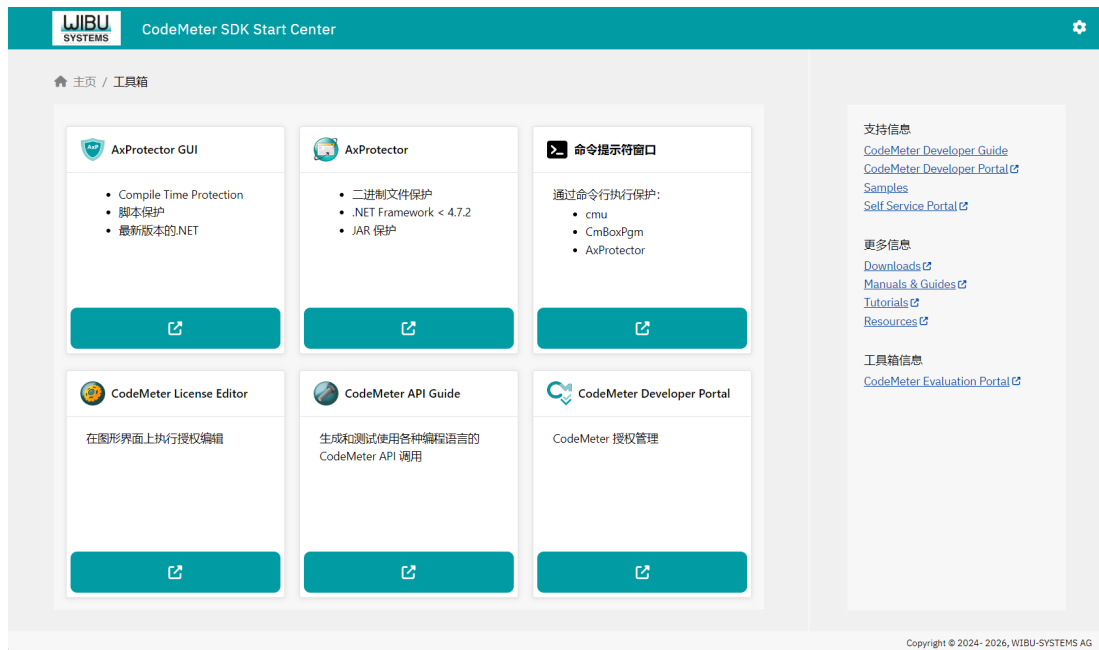 WIBU
SYSTEMS
CodeMeter SDK Start Center
主页 / 工具箱
AxP
AxProtector GUI
Compile Time Protection
脚本保护
最新版本的.NET
AxProtector
二进制文件保护
.NET Framework < 4.7.2
JAR 保护
命令提示符窗口
通过命令行执行保护：
cmu
CmBoxPgm
AxProtector
CodeMeter License Editor
在图形界面上执行授权编辑
CodeMeter API Guide
生成和测试使用各种编程语言的
CodeMeter API 调用
CodeMeter Developer Portal
CodeMeter 授权管理
支持信息
CodeMeter Developer Guide
CodeMeter Developer Portal
Samples
Self Service Portal
更多信息
Downloads
Manuals & Guides
Tutorials
Resources
工具箱信息
CodeMeter Evaluation Portal
Copyright © 2024- 2026, WIBU-SYSTEMS AG